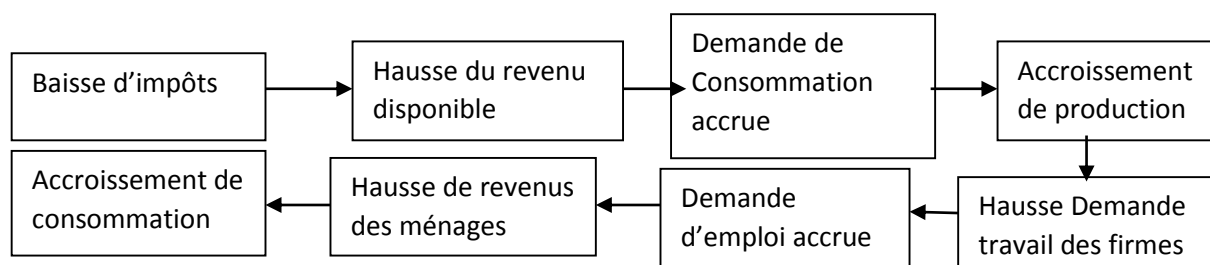 Baisse d’impôts
Hausse du revenu
disponible
Demande de
Consommation
accrue
Accroissement
de production
Hausse Demande
travail des firmes
Demande
d’emploi accrue
Hausse de revenus
des ménages
Accroissement de
consommation